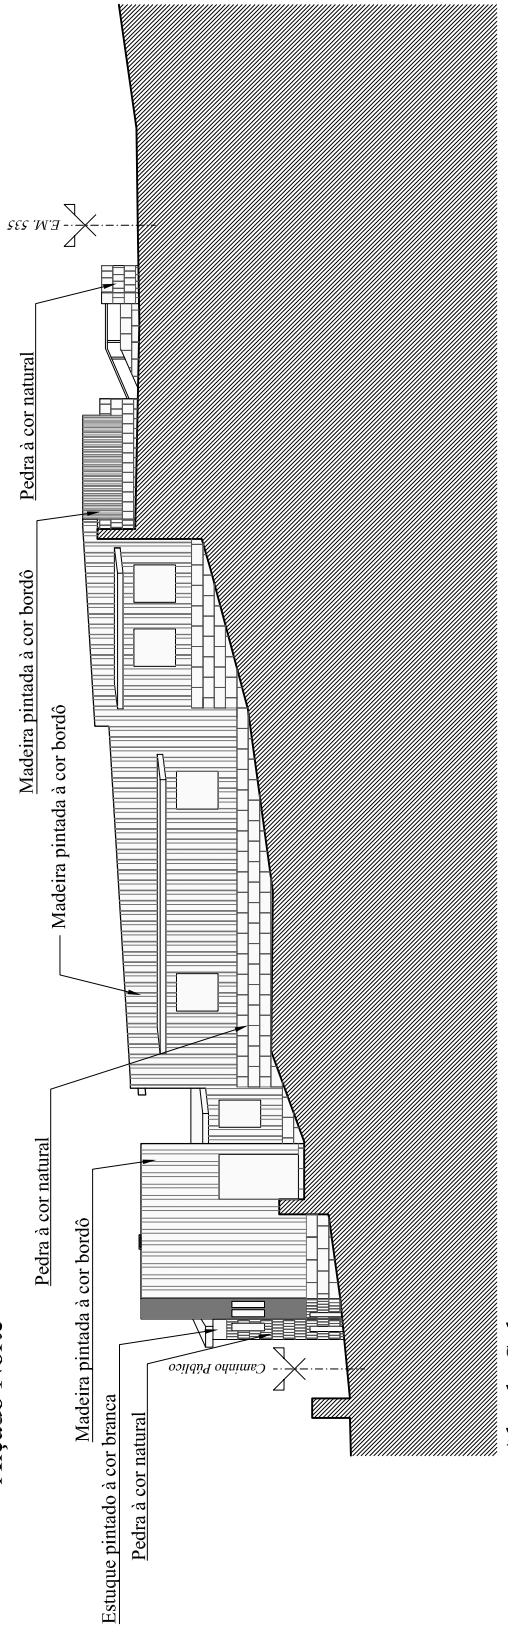 Alçado Norte
E.M. 535
Pedra à cor natural
Madeira pintada à cor bordô
Pedra à cor natural
Madeira pintada à cor bordô
Madeira pintada à cor bordô
Estuque pintado à cor branca
Pedra à cor natural
Caminho Público